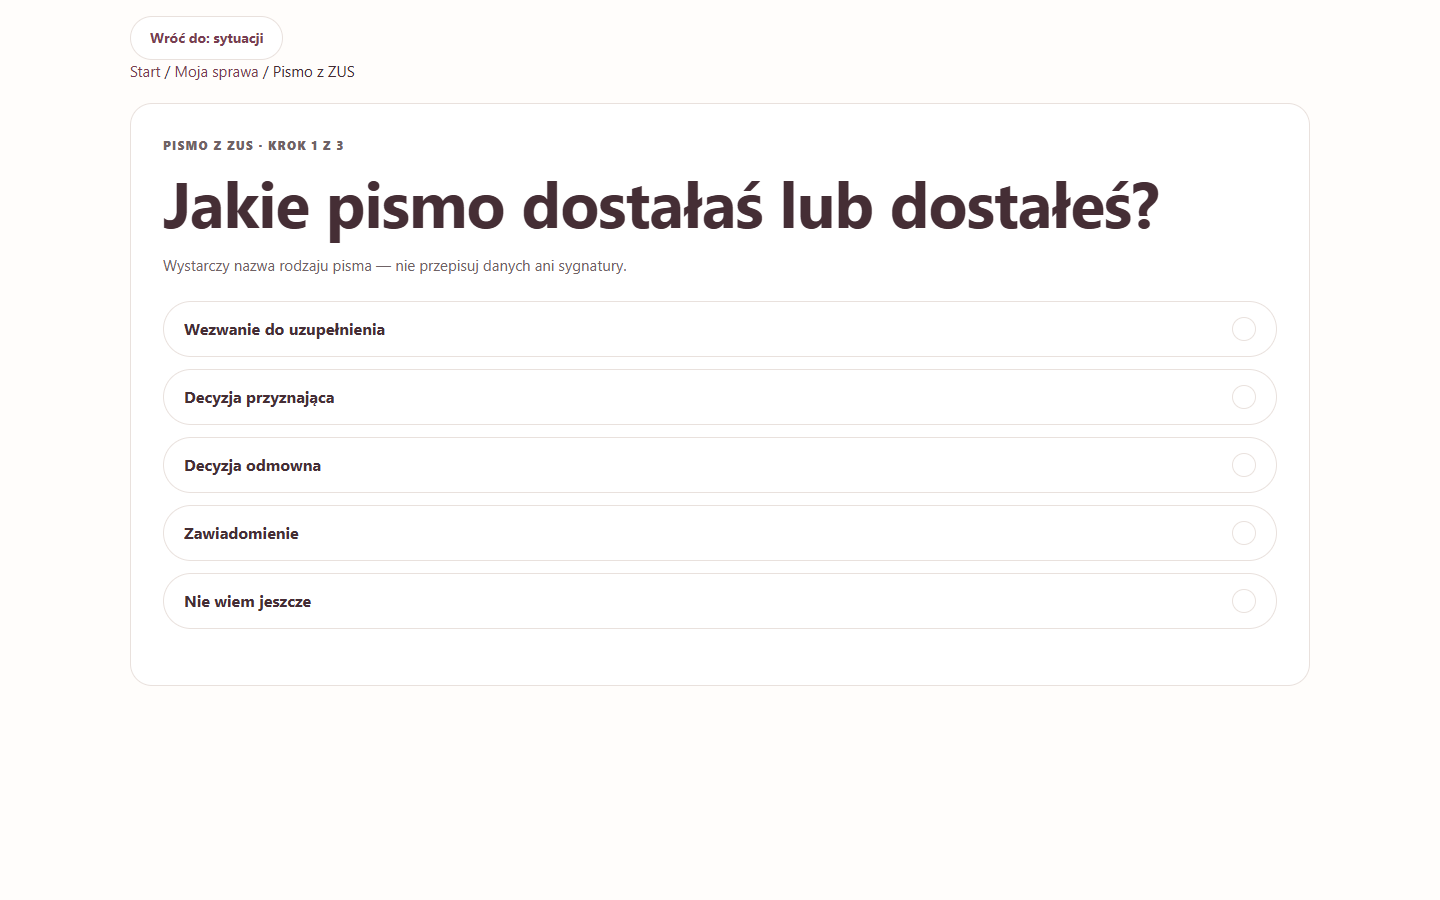 Wróć do: sytuacji
Start / Moja sprawa / Pismo z ZUS
PISMO Z ZUS · KROK 1 Z 3
Jakie pismo dostałaś lub dostałeś?
Wystarczy nazwa rodzaju pisma — nie przepisuj danych ani sygnatury.
Wezwanie do uzupełnienia
Decyzja przyznająca
Decyzja odmowna
Zawiadomienie
Nie wiem jeszcze